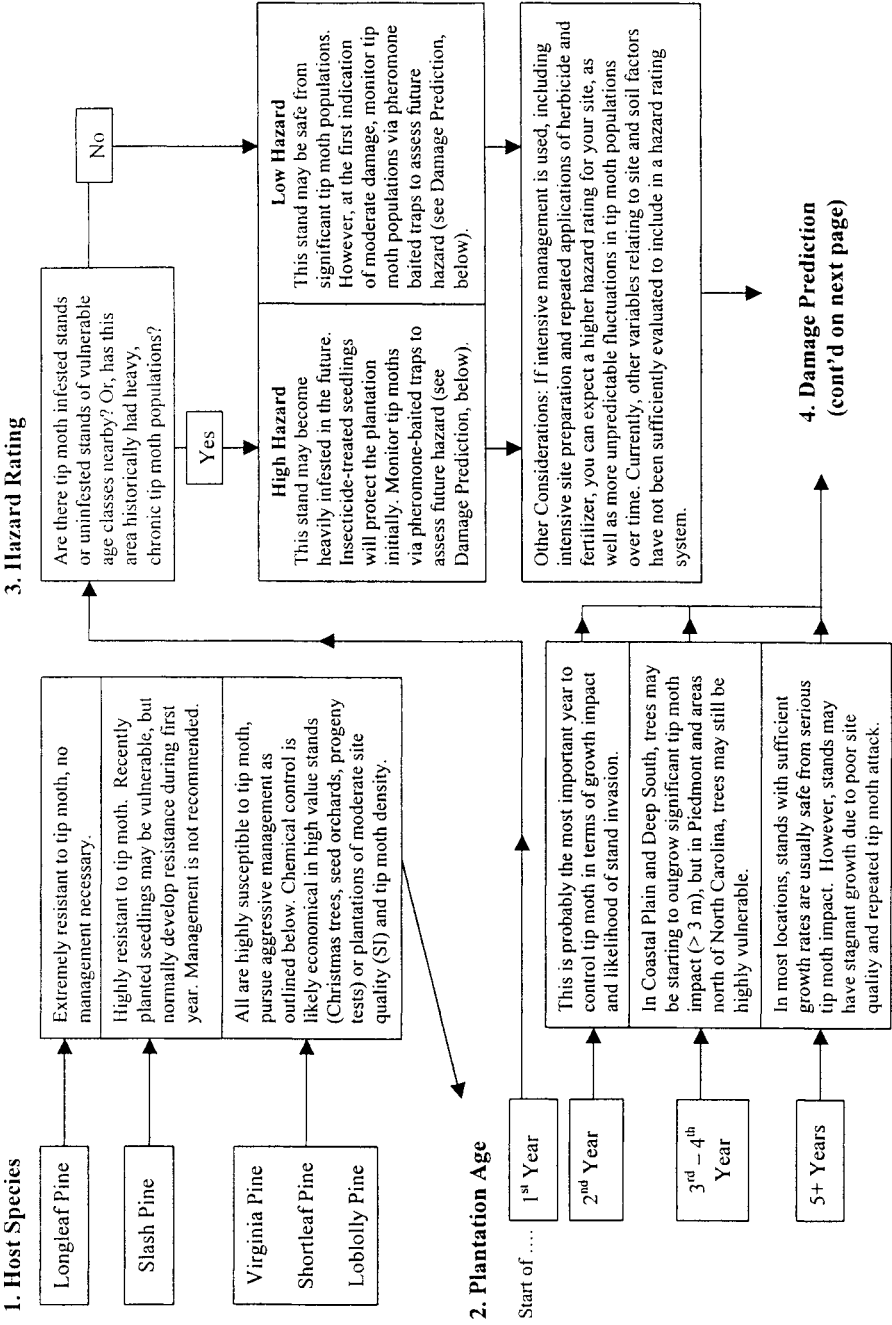 1. Host Species
Longleaf Pine
Extremely resistant to tip moth, no
management necessary.
Slash Pine
Highly resistant to tip moth. Recently
planted seedlings may be vulnerable, but
normally develop resistance during first
year. Management is not recommended.
Virginia Pine
Shortleaf Pine
Loblolly Pine
All are highly susceptible to tip moth,
pursue aggressive management as
outlined below. Chemical control is
likely economical in high value stands
(Christmas trees, seed orchards, progeny
tests) or plantations of moderate site
quality (SI) and tip moth density.
2. Plantation Age
Start of .....
1st Year
2nd Year
This is probably the most important year to
control tip moth in terms of growth impact
and likelihood of stand invasion.
3rd – 4th
Year
In Coastal Plain and Deep South, trees may
be starting to outgrow significant tip moth
impact (> 3 m), but in Piedmont and areas
north of North Carolina, trees may still be
highly vulnerable.
5+ Years
In most locations, stands with sufficient
growth rates are usually safe from serious
tip moth impact. However, stands may
have stagnant growth due to poor site
quality and repeated tip moth attack.
3. Hazard Rating
Are there tip moth infested stands
or uninfested stands of vulnerable
age classes nearby? Or, has this
area historically had heavy,
chronic tip moth populations?
Yes
No
High Hazard
This stand may become
heavily infested in the future.
Insecticide-treated seedlings
will protect the plantation
initially. Monitor tip moths
via pheromone-baited traps to
assess future hazard (see
Damage Prediction, below).
Low Hazard
This stand may be safe from
significant tip moth populations.
However, at the first indication
of moderate damage, monitor tip
moth populations via pheromone
baited traps to assess future
hazard (see Damage Prediction,
below).
Other Considerations: If intensive management is used, including
intensive site preparation and repeated applications of herbicide and
fertilizer, you can expect a higher hazard rating for your site, as
well as more unpredictable fluctuations in tip moth populations
over time. Currently, other variables relating to site and soil factors
have not been sufficiently evaluated to include in a hazard rating
system.
4. Damage Prediction
(cont'd on next page)